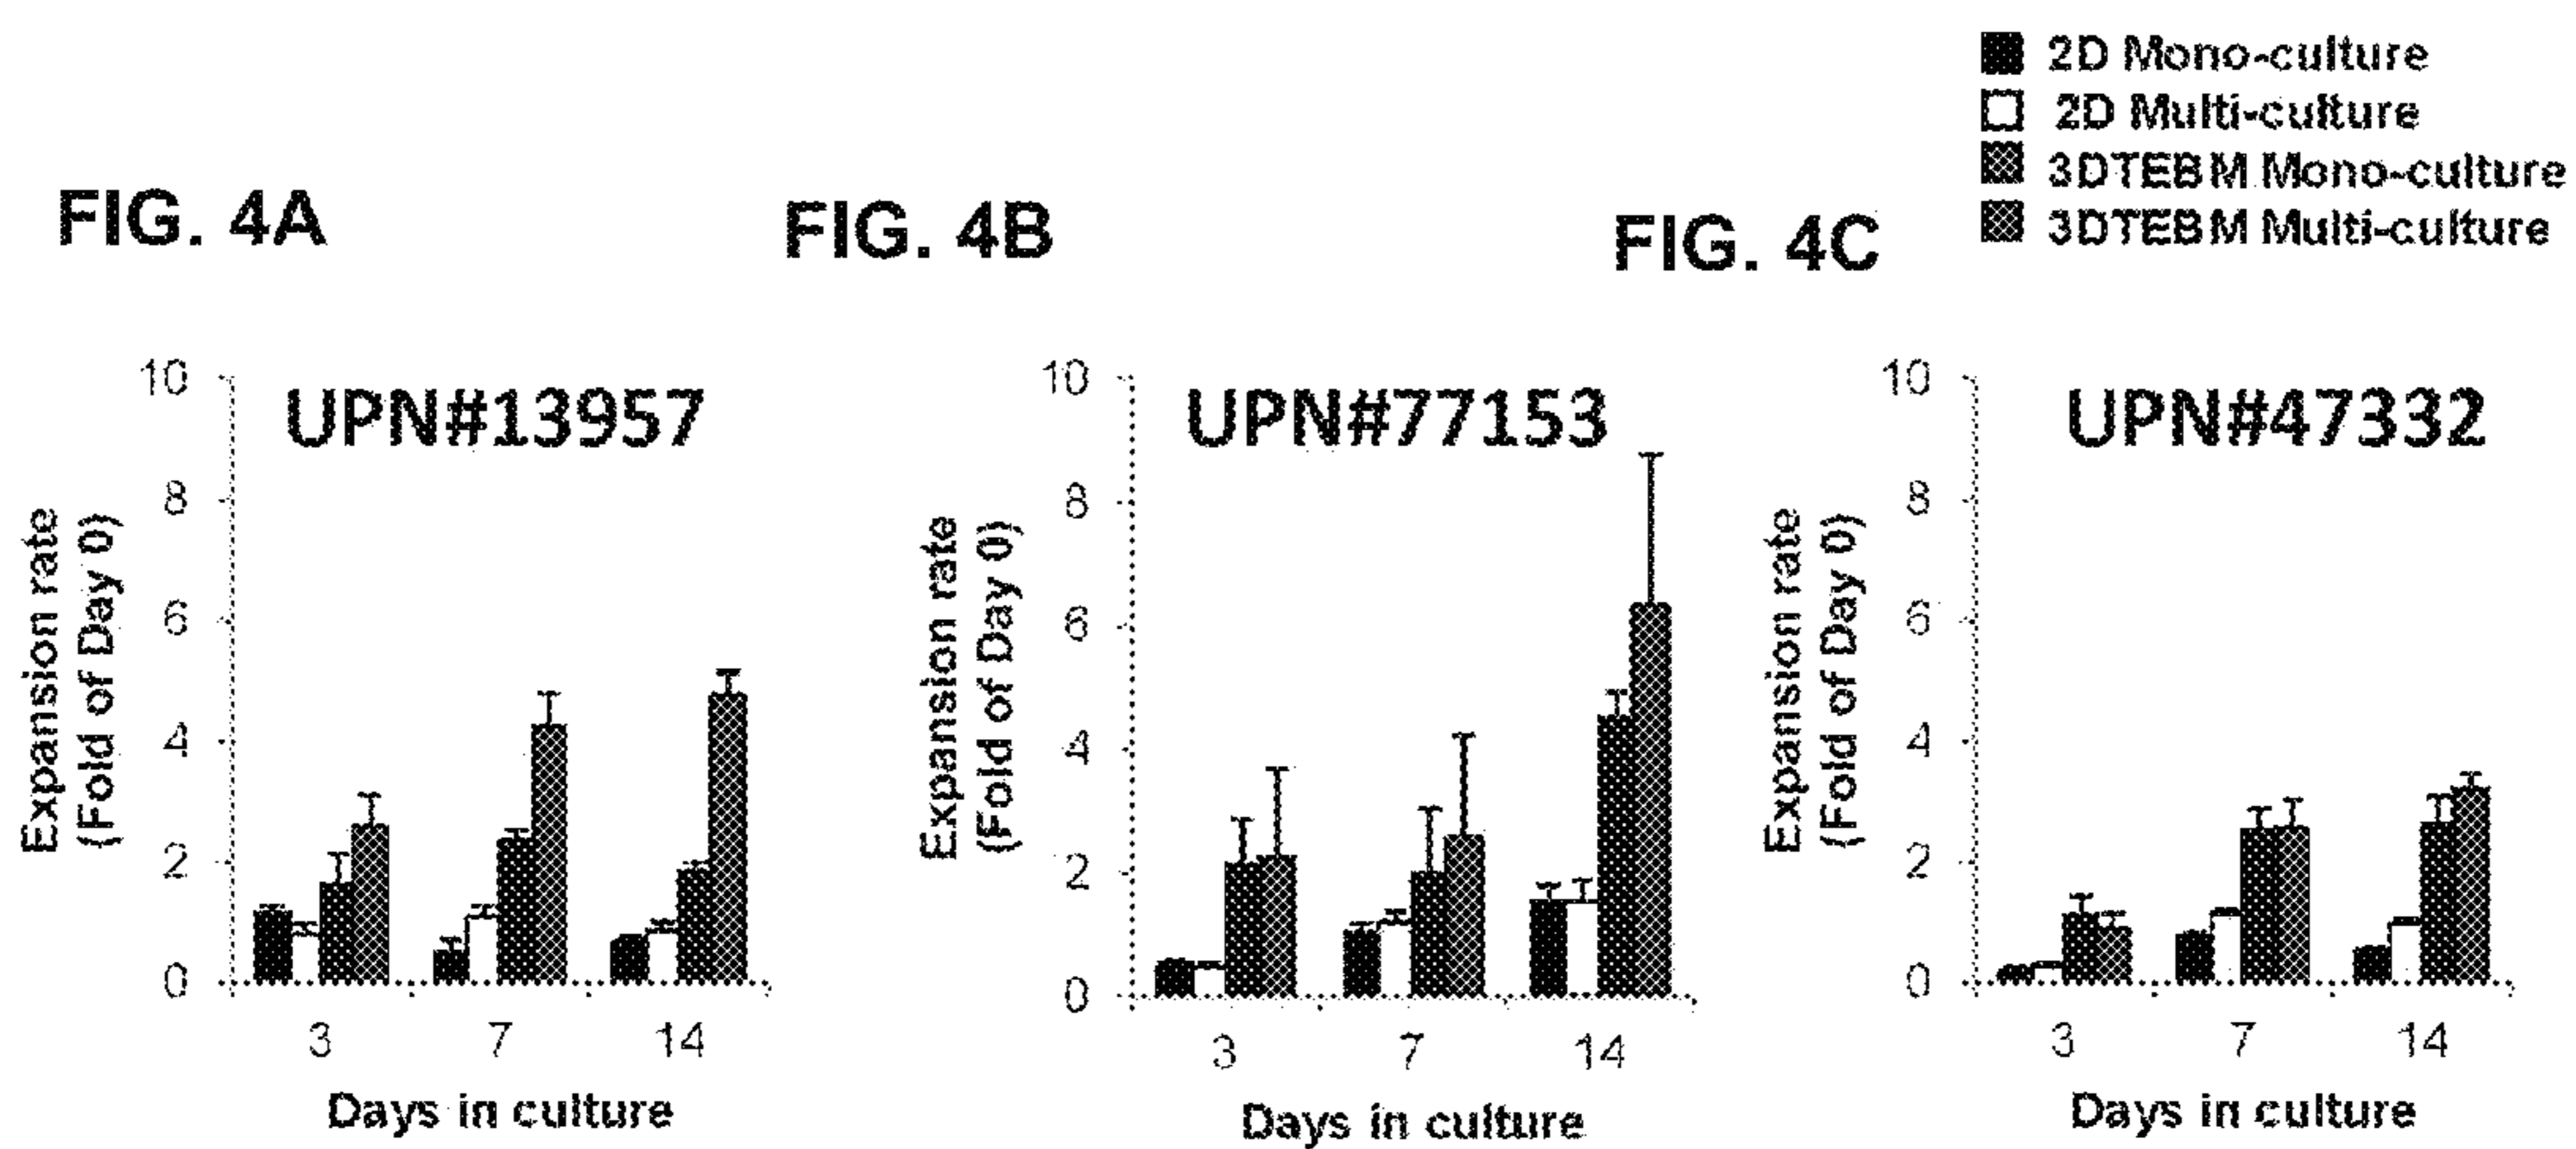 2D Mono-culture
2D Multi-culture
3DTEBM Mono-culture
3DTEBM Multi-culture
FIG. 4A
FIG. 4B
FIG. 4C
UPN#13957
Expansion rate
(Fold of Day 0)
10
8
6
4
2
0
3 7 14
Days in culture
UPN#77153
Expansion rate
(Fold of Day 0)
10
8
6
4
2
0
3 7 14
Days in culture
UPN#47332
Expansion rate
(Fold of Day 0)
10
8
6
4
2
0
3 7 14
Days in culture